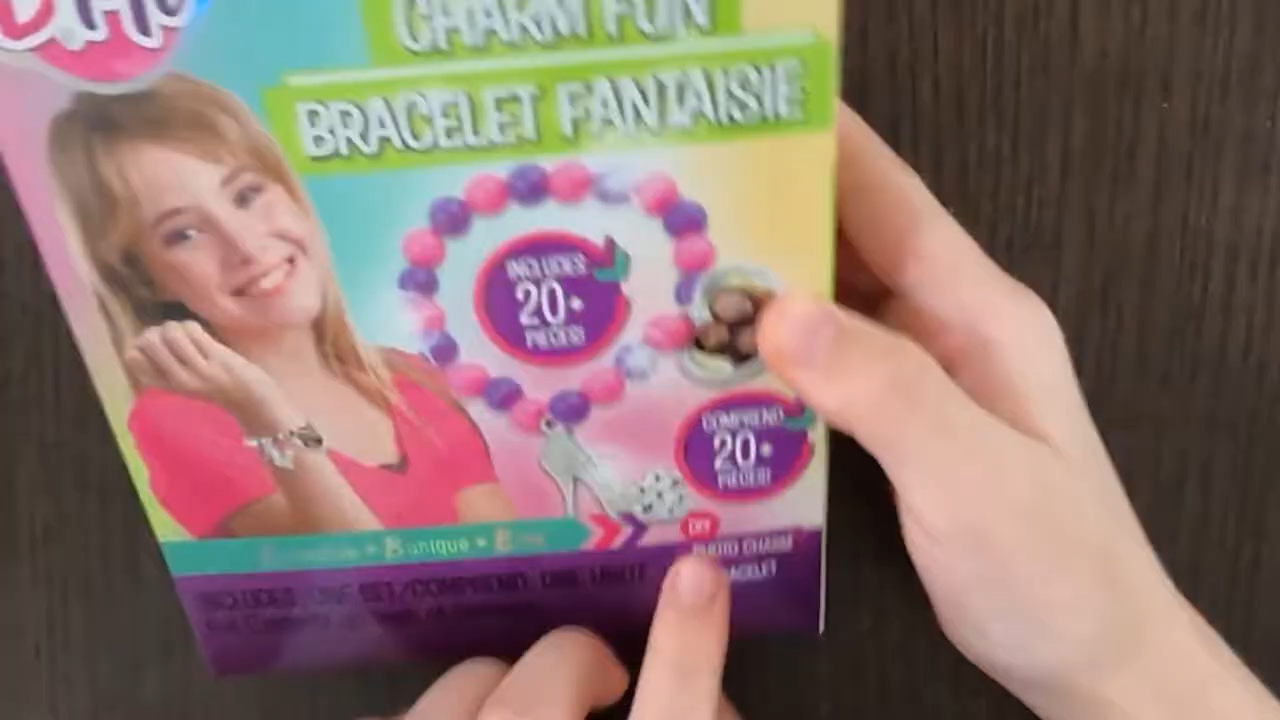 CHARM FUN
BRACELET FANTAISIE
INCLUDES
20+
PIECES!
COMPREND
20+
PIECES!
B unique
DIY
PHOTO CHARM
BRACELET
INCLUDES: ONE SET/COMPREND: UNE UNITÉ